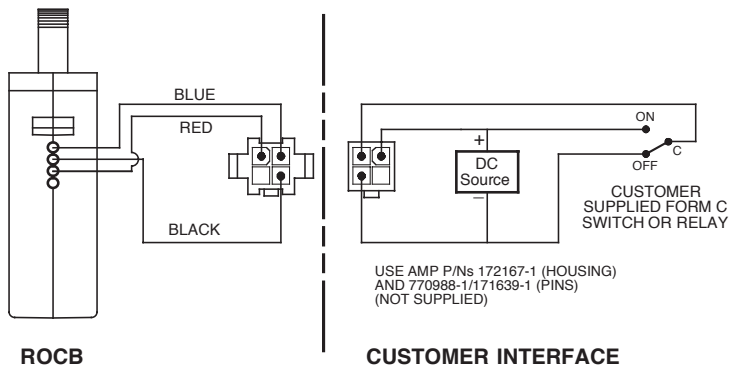 BLUE
RED
BLACK
ROCB
+
DC
Source
–
ON
OFF
C
CUSTOMER
SUPPLIED FORM C
SWITCH OR RELAY
USE AMP P/Ns 172167-1 (HOUSING)
AND 770988-1/171639-1 (PINS)
(NOT SUPPLIED)
CUSTOMER INTERFACE